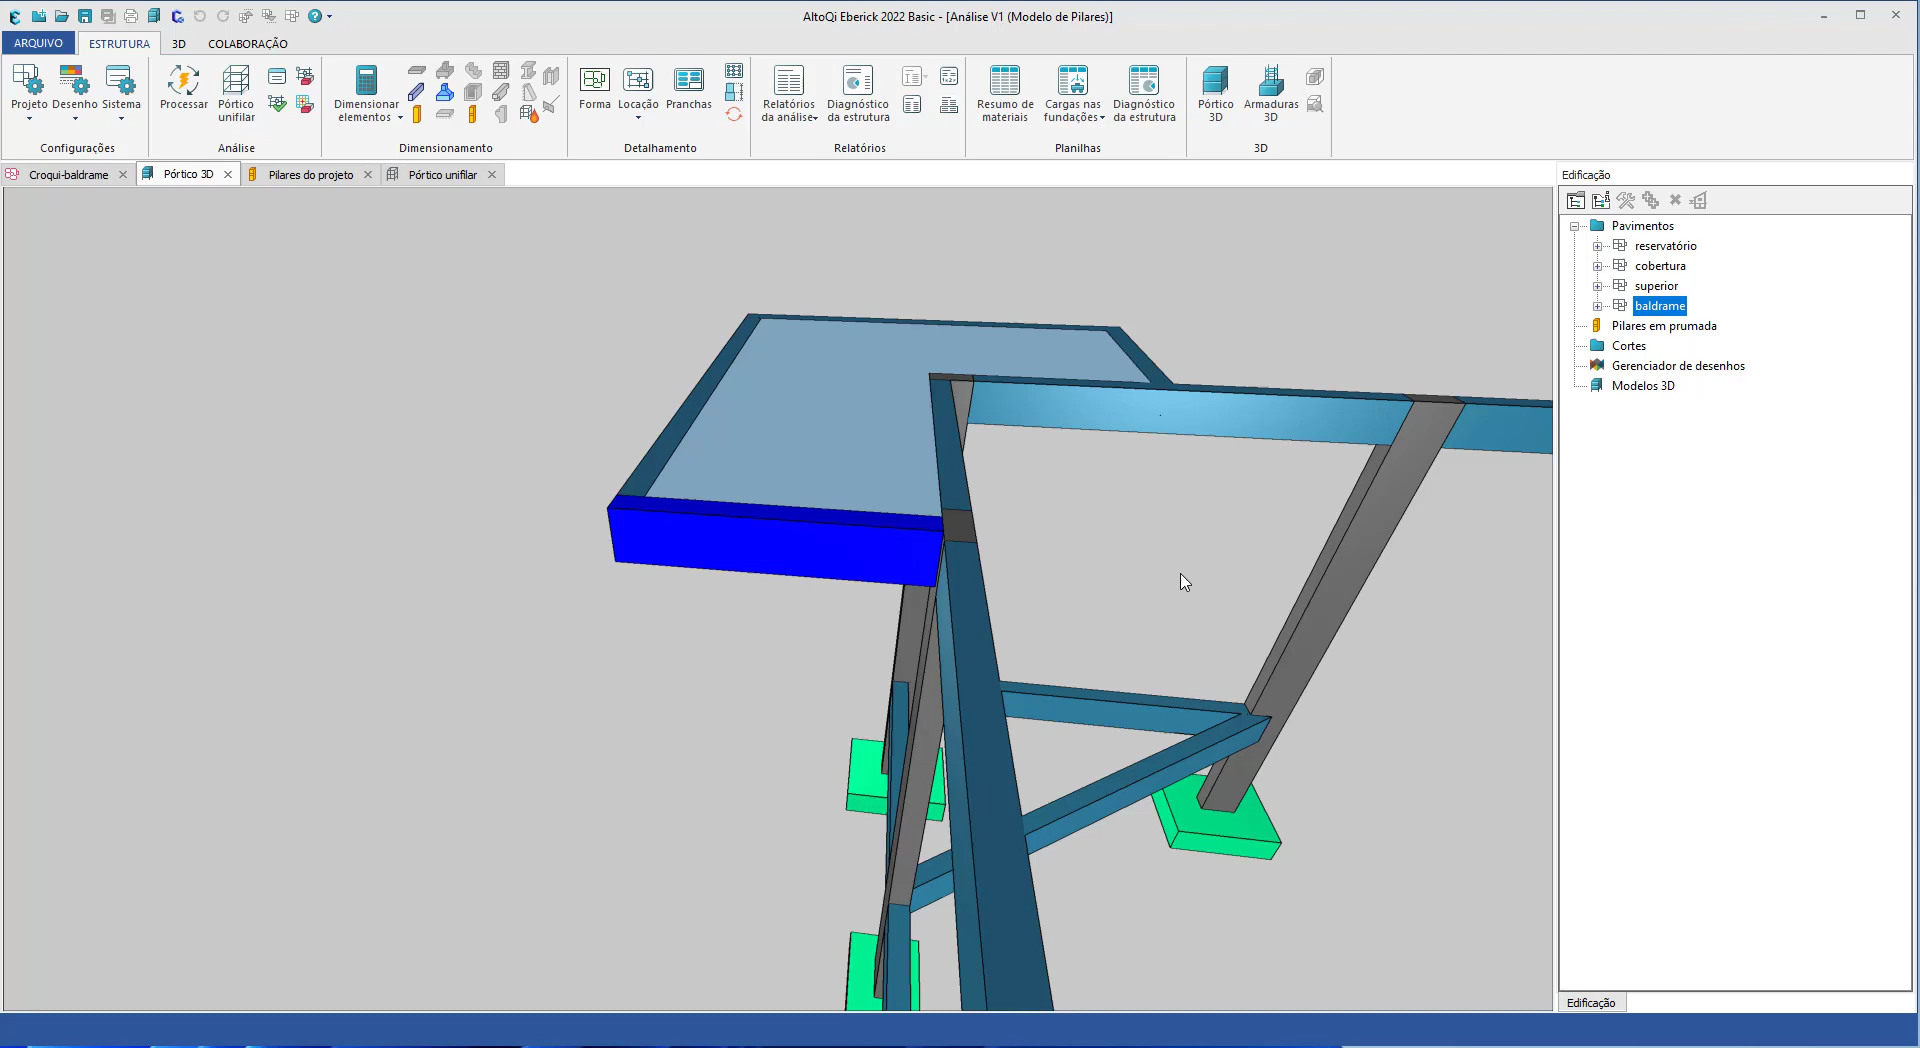 AltoQi Eberick 2022 Basic - [Análise V1 (Modelo de Pilares)]
ARQUIVO ESTRUTURA 3D COLABORAÇÃO
Projeto Desenho Sistema
Configurações
Processar Pórtico unifilar
Análise
Dimensionar elementos
Dimensionamento
Forma Locação Pranchas
Detalhamento
Relatórios da análise Diagnóstico da estrutura
Relatórios
Resumo de materiais Cargas nas fundações Diagnóstico da estrutura
Planilhas
Pórtico 3D Armaduras 3D
3D
Croqui-baldrame Pórtico 3D Pilares do projeto Pórtico unifilar
Edificação
Pavimentos
reservatório
cobertura
superior
baldrame
Pilares em prumada
Cortes
Gerenciador de desenhos
Modelos 3D
Edificação